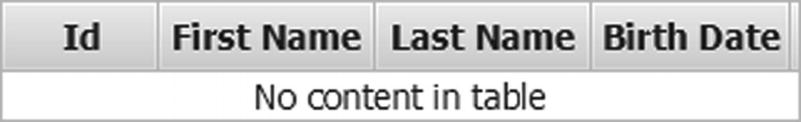 Id First Name Last Name Birth Date
No content in table